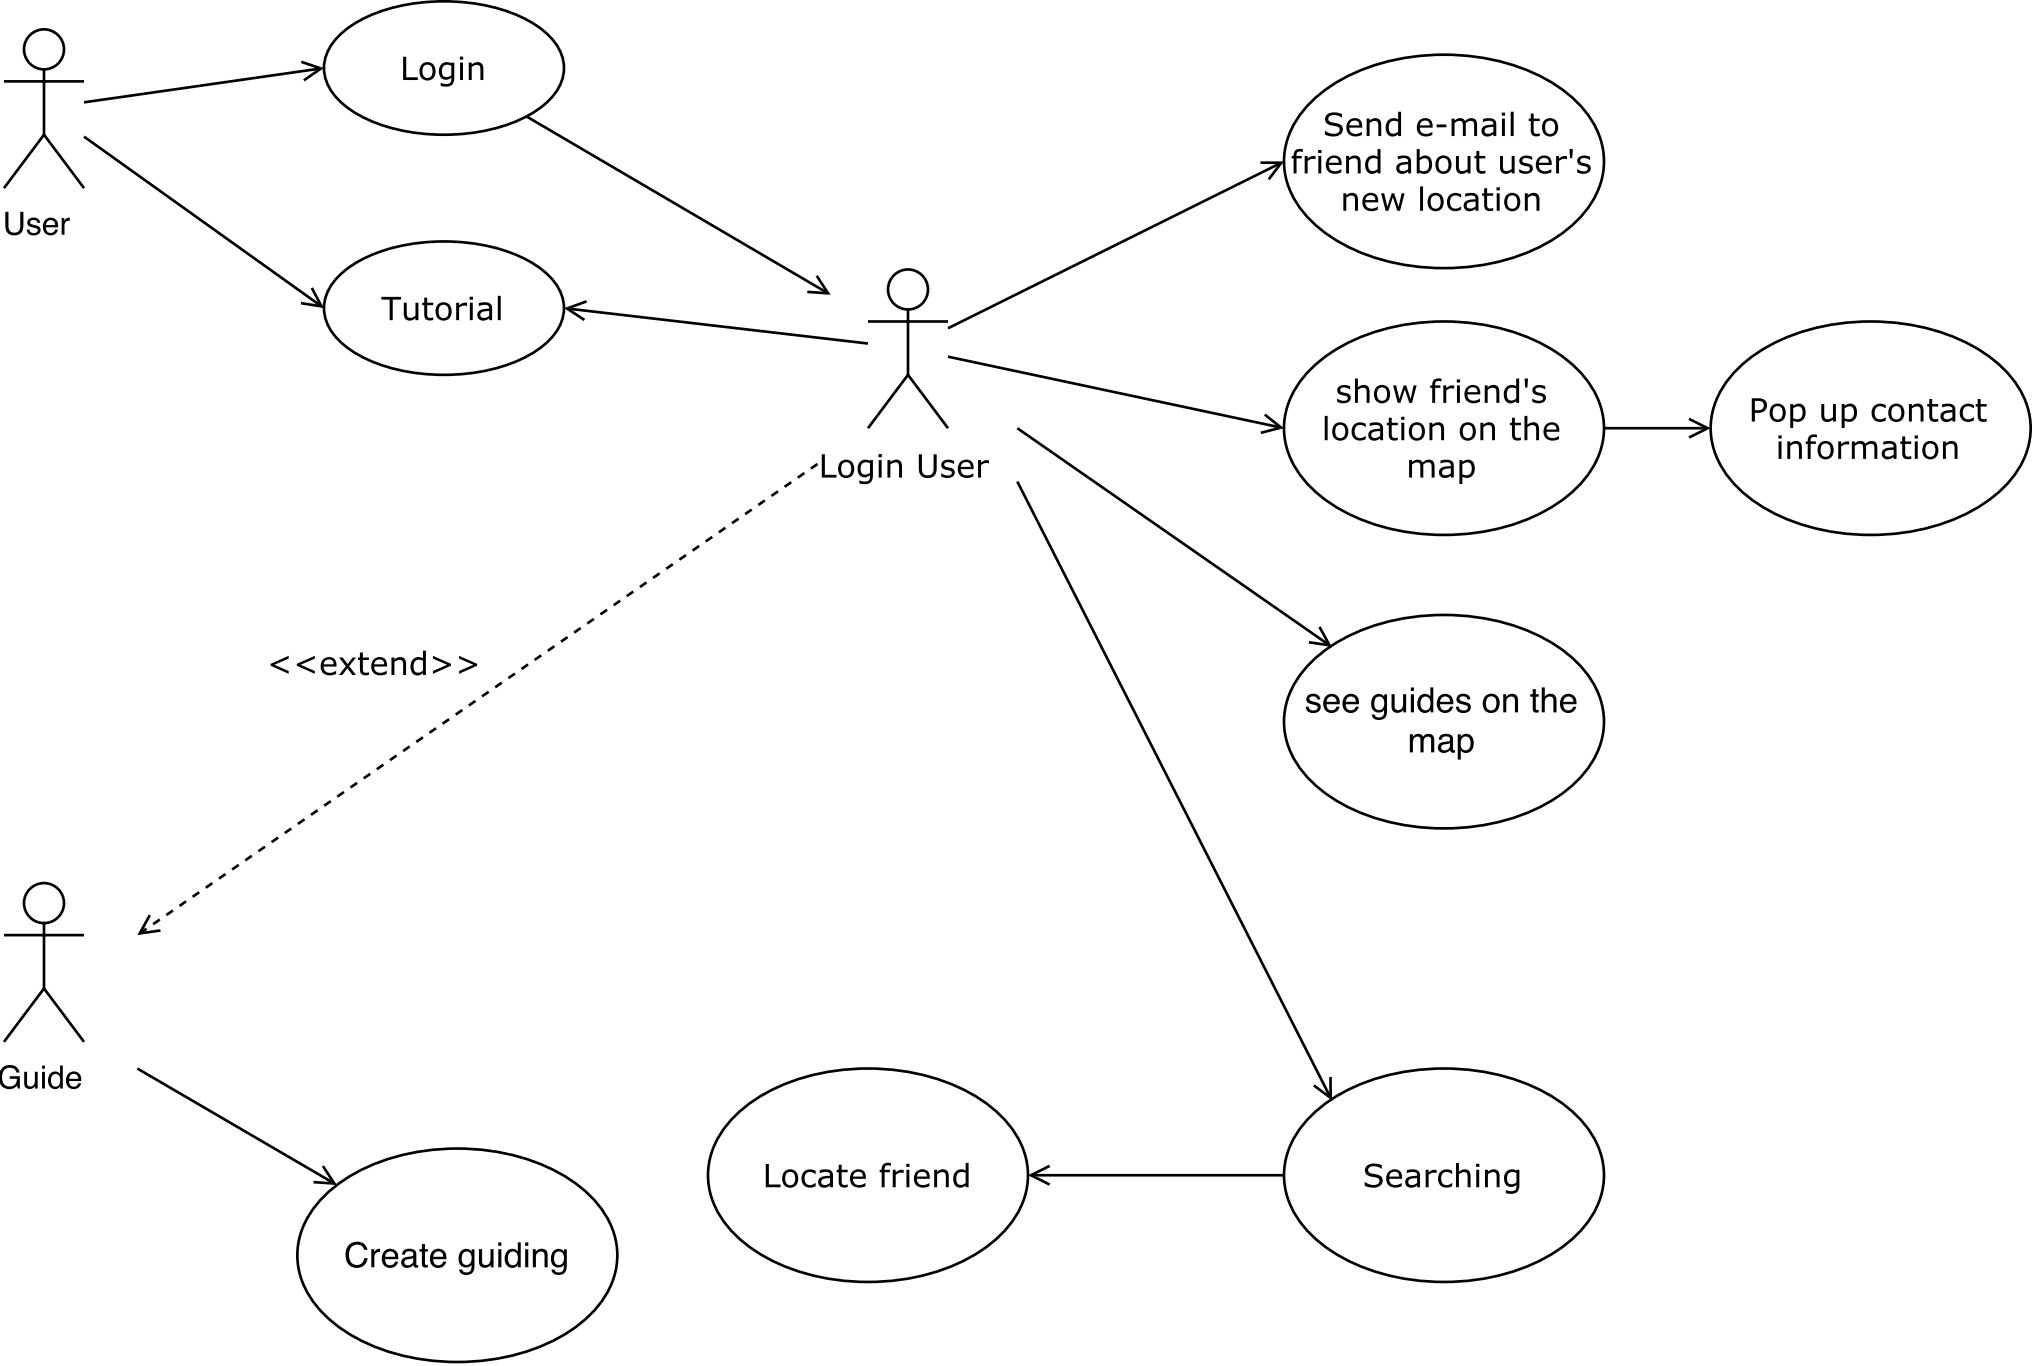 Login
User
Tutorial
Send e-mail to
friend about user's
new location
Login User
show friend's
location on the
map
Pop up contact
information
<<extend>>
see guides on the
map
Guide
Create guiding
Locate friend
Searching